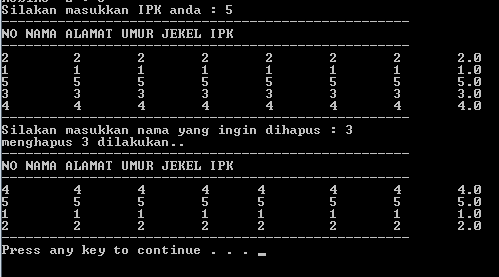 Silakan masukkan IPK anda : 5
NO NAMA ALAMAT UMUR JEKEL IPK
2 2 2 2 2 2 2 2.0
1 1 1 1 1 1 1 1.0
5 5 5 5 5 5 5 5.0
3 3 3 3 3 3 3 3.0
4 4 4 4 4 4 4 4.0
Silakan masukkan nama yang ingin dihapus : 3
menghapus 3 dilakukan..
NO NAMA ALAMAT UMUR JEKEL IPK
4 4 4 4 4 4 4 4.0
5 5 5 5 5 5 5 5.0
1 1 1 1 1 1 1 1.0
2 2 2 2 2 2 2 2.0
Press any key to continue . . .